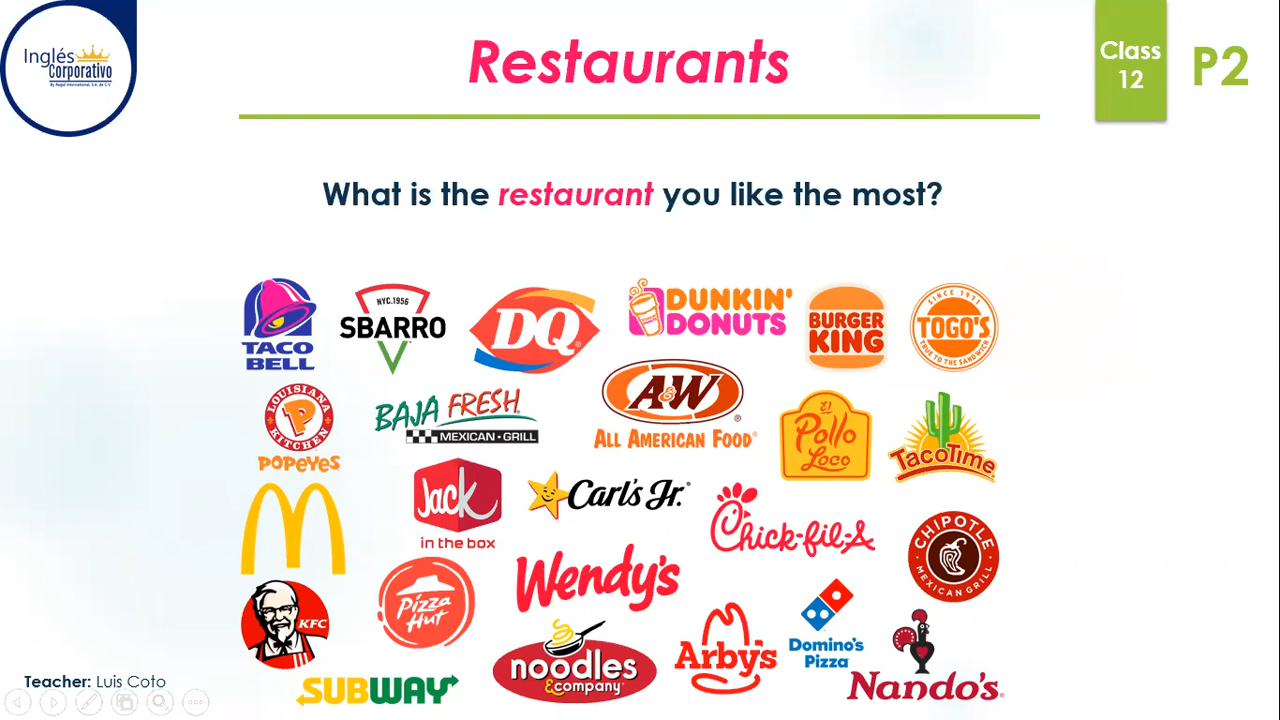 Inglés
Corporativo
By Regal International, S.A. de C.V.
Restaurants
Class
12
P2
What is the restaurant you like the most?
TACO
BELL
NYC.1956
SBARRO
DQ®
DUNKIN'
DONUTS
BURGER
KING
SINCE 1971
TOGO'S
TRUE TO THE SANDWICH
LOUISIANA
P
KITCHEN
POPEYES
BAJA FRESH
MEXICAN • GRILL
A&W®
ALL AMERICAN FOOD®
El
Pollo
Loco
TacoTime
M
Jack
in the box
Carl's Jr.®
Chick-fil-A
CHIPOTLE
MEXICAN GRILL
KFC
Pizza
Hut
Wendy's
noodles
&company
Arby's
Domino's
Pizza
Nando's
SUBWAY
Teacher: Luis Coto